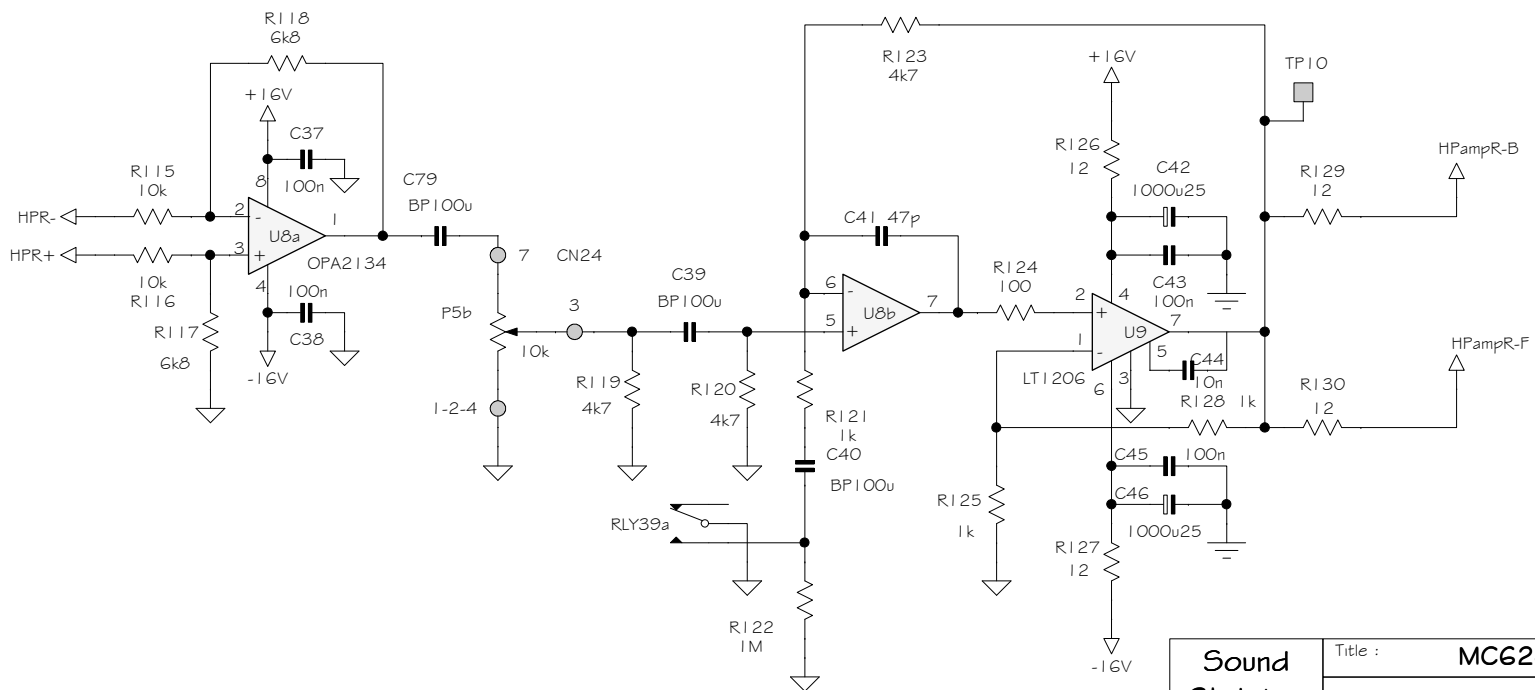 R118
6k8
+16V
C37
100n
8
R115
10k
HPR-
2
-
1
U8a
HPR+
3
+
OPA2134
10k
R116
4
100n
C38
R117
6k8
-16V
C79
BP100u
7
CN24
P5b
3
10k
1-2-4
R119
4k7
C39
BP100u
R120
4k7
R123
4k7
C41 47p
6
-
5
+
U8b
7
R124
100
R121
1k
C40
BP100u
RLY39a
R122
1M
+16V
R126
12
C42
1000u25
C43
100n
2
+
4
1
-
U9
7
5
6
3
LT1206
C44
10n
R128
1k
R125
1k
C45
100n
C46
1000u25
R127
12
-16V
TP10
R129
12
HPampR-B
R130
12
HPampR-F
Sound
Title :
MC62